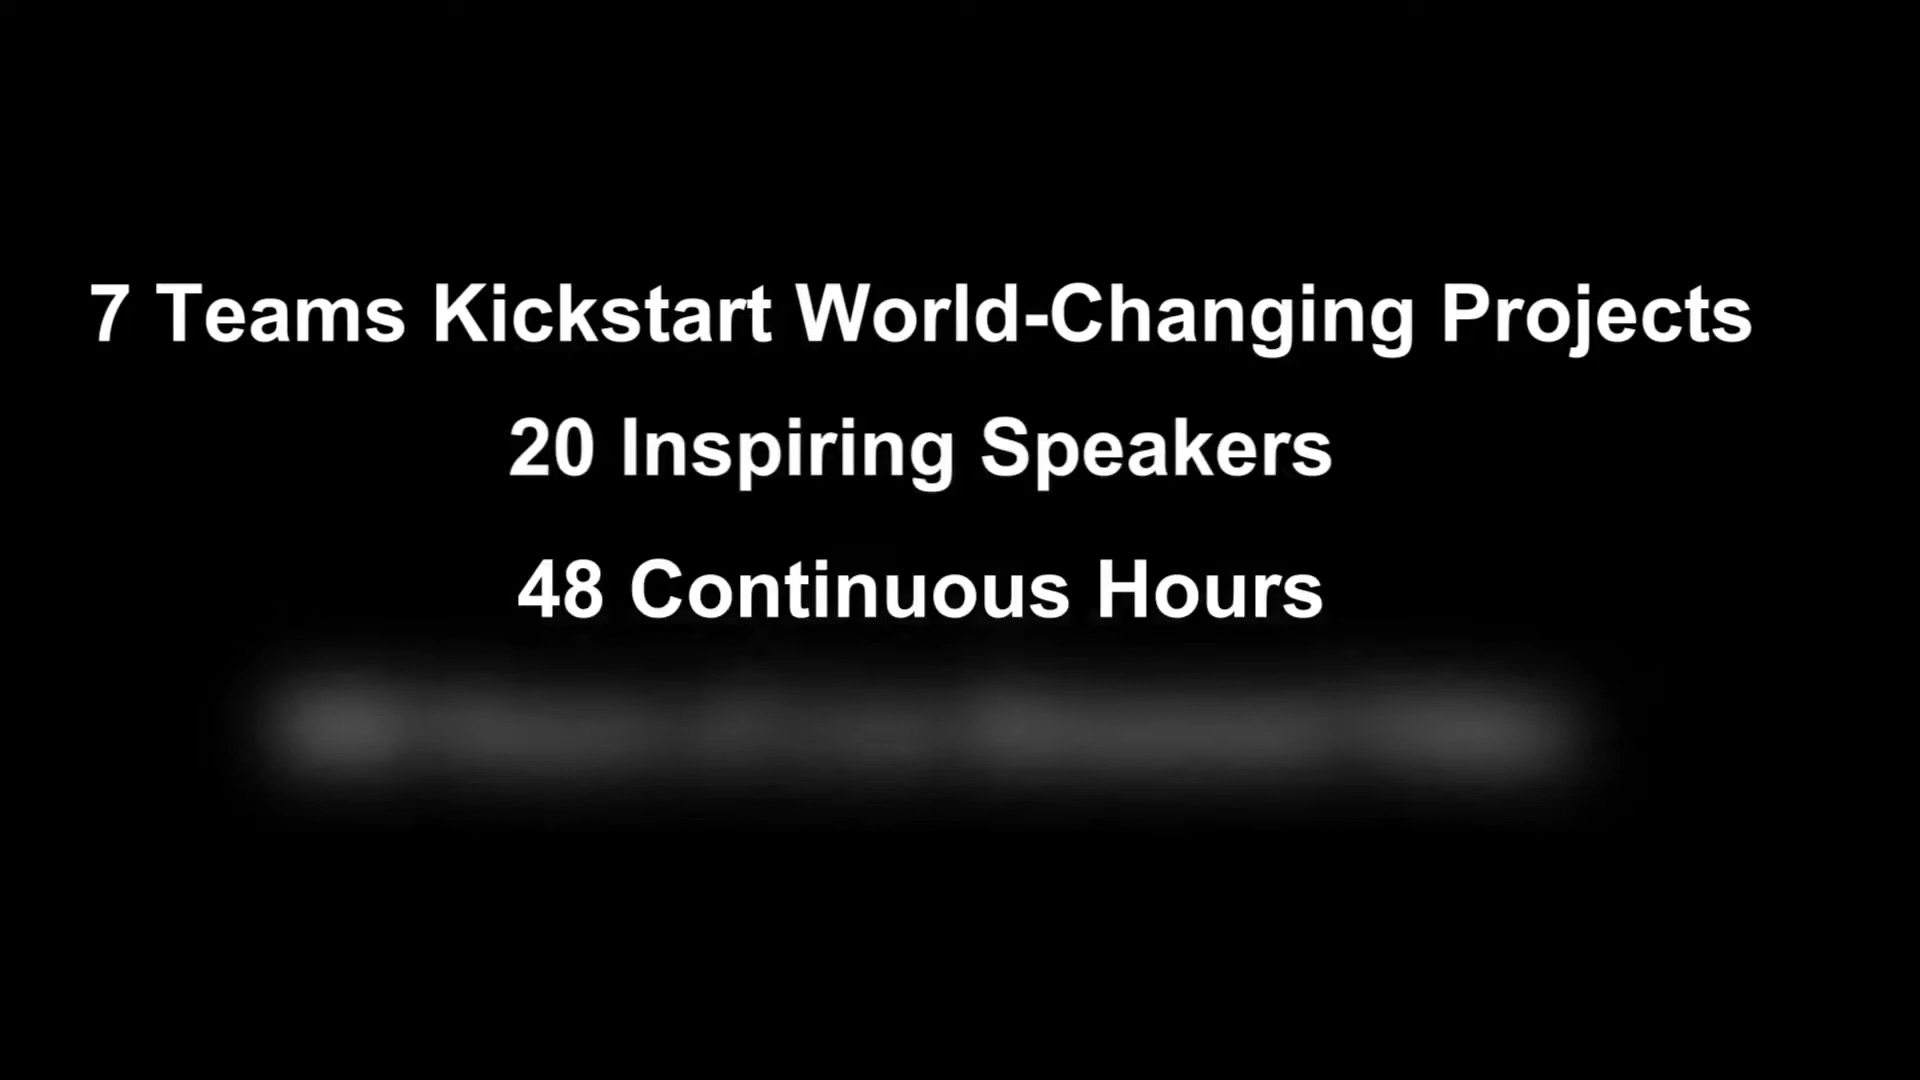 7 Teams Kickstart World-Changing Projects
20 Inspiring Speakers
48 Continuous Hours